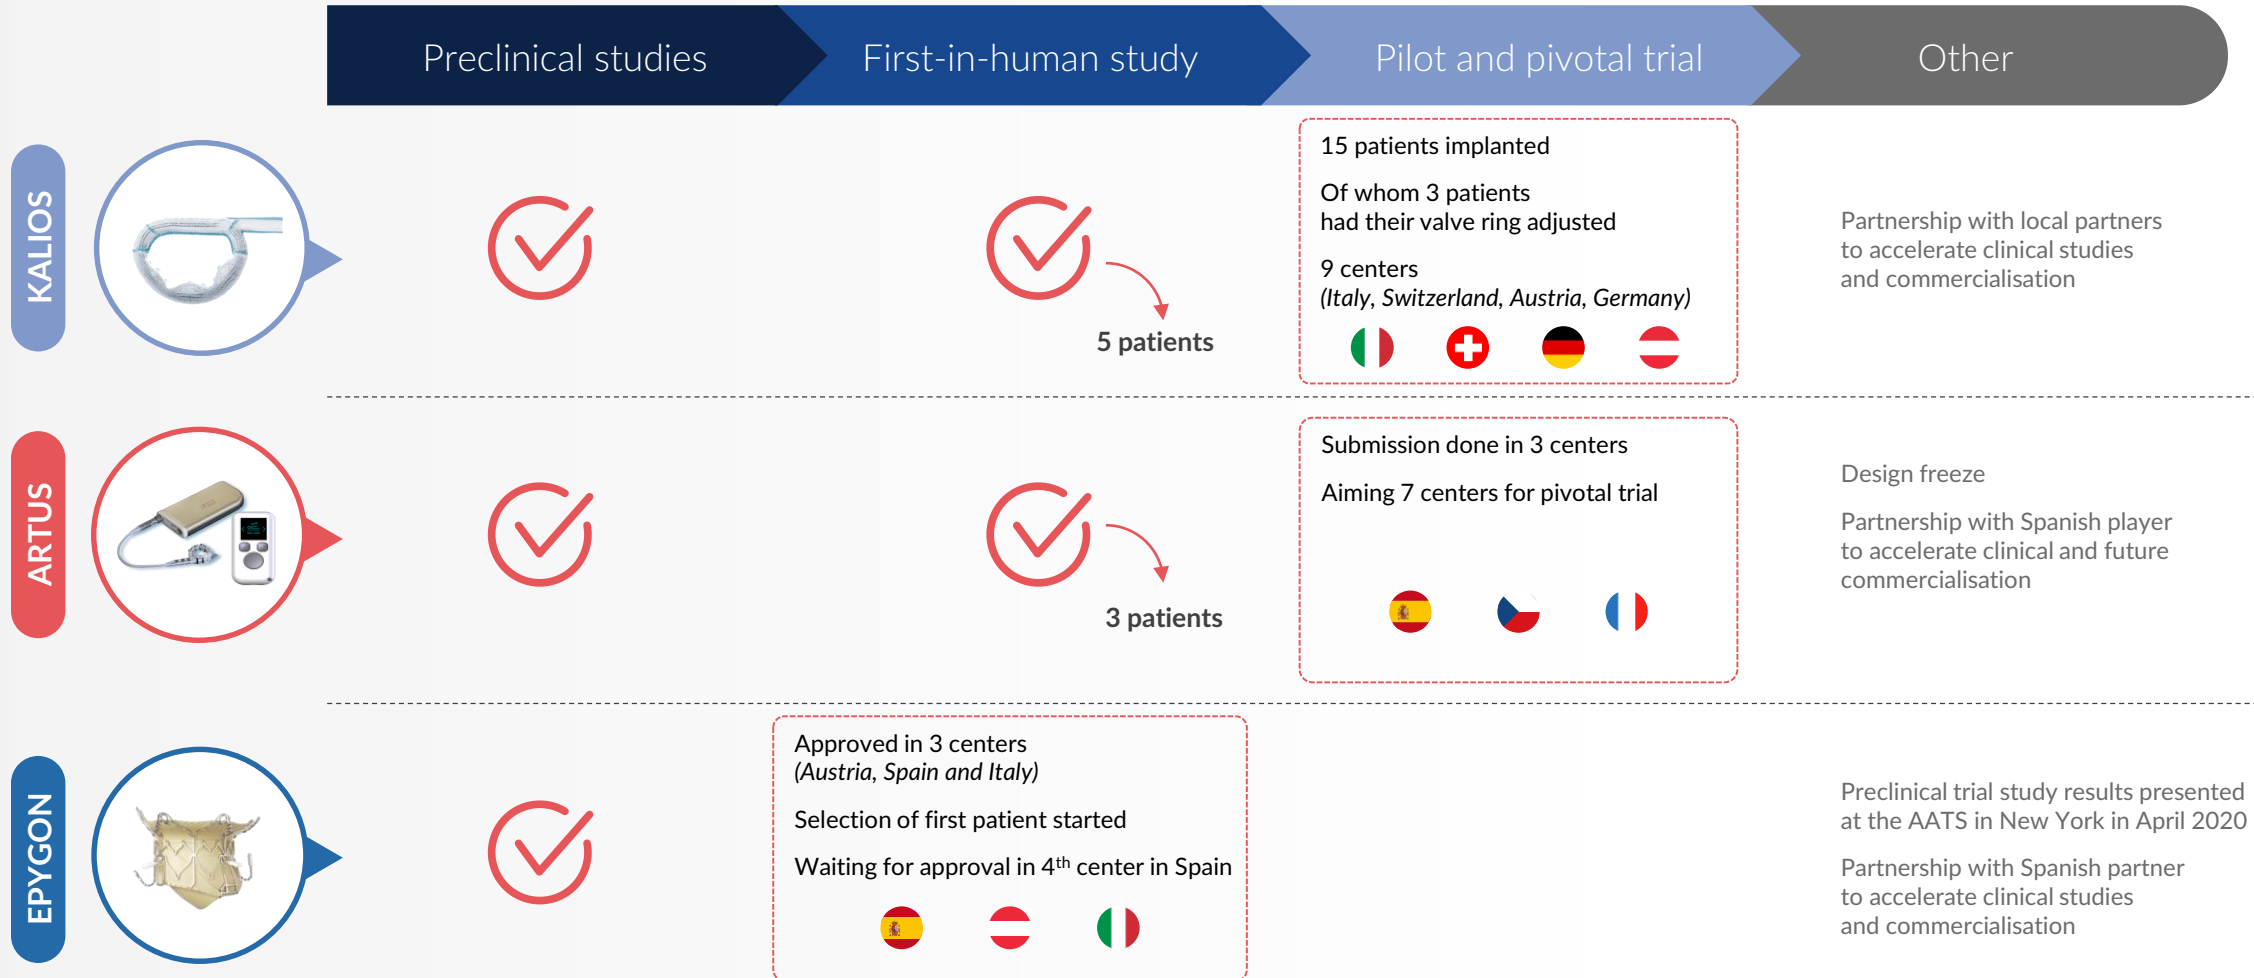 Preclinical studies
First-in-human study
Pilot and pivotal trial
Other
KALIOS
5 patients
15 patients implanted
Of whom 3 patients
had their valve ring adjusted
9 centers
(Italy, Switzerland, Austria, Germany)
Partnership with local partners
to accelerate clinical studies
and commercialisation
ARTUS
3 patients
Submission done in 3 centers
Aiming 7 centers for pivotal trial
Design freeze
Partnership with Spanish player
to accelerate clinical and future
commercialisation
EPYGON
Approved in 3 centers
(Austria, Spain and Italy)
Selection of first patient started
Waiting for approval in 4th center in Spain
Preclinical trial study results presented
at the AATS in New York in April 2020
Partnership with Spanish partner
to accelerate clinical studies
and commercialisation